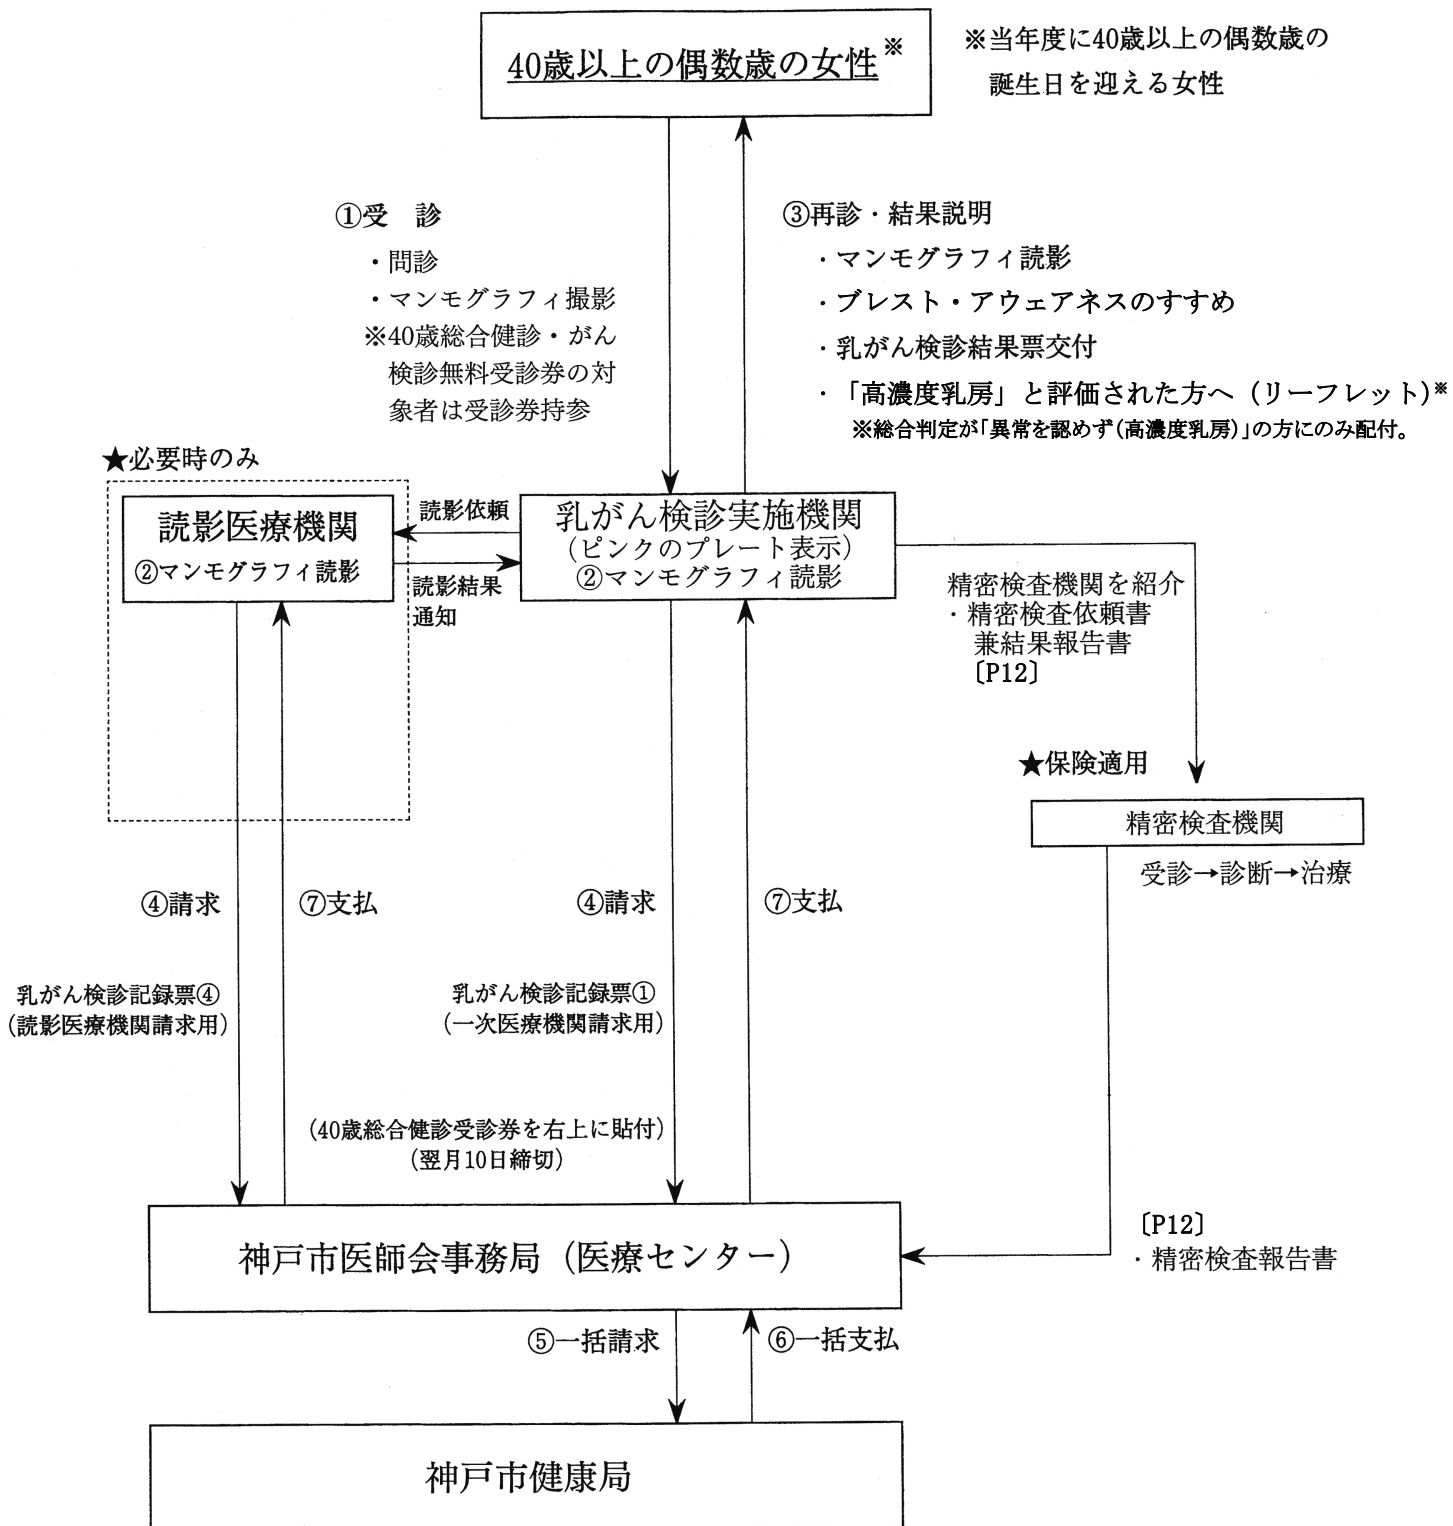 40歳以上の偶数歳の女性※
※当年度に40歳以上の偶数歳の
誕生日を迎える女性
①受　診
・問診
・マンモグラフィ撮影
※40歳総合健診・がん
検診無料受診券の対
象者は受診券持参
③再診・結果説明
・マンモグラフィ読影
・ブレスト・アウェアネスのすすめ
・乳がん検診結果票交付
・「高濃度乳房」と評価された方へ（リーフレット）※
※総合判定が「異常を認めず（高濃度乳房）」の方にのみ配付。
★必要時のみ
読影医療機関
②マンモグラフィ読影
読影依頼
読影結果
通知
乳がん検診実施機関
（ピンクのプレート表示）
②マンモグラフィ読影
精密検査機関を紹介
・精密検査依頼書
兼結果報告書
〔P12〕
★保険適用
精密検査機関
受診→診断→治療
④請求
⑦支払
④請求
⑦支払
乳がん検診記録票④
（読影医療機関請求用）
乳がん検診記録票①
（一次医療機関請求用）
（40歳総合健診受診券を右上に貼付）
（翌月10日締切）
神戸市医師会事務局（医療センター）
〔P12〕
・精密検査報告書
⑤一括請求
⑥一括支払
神戸市健康局